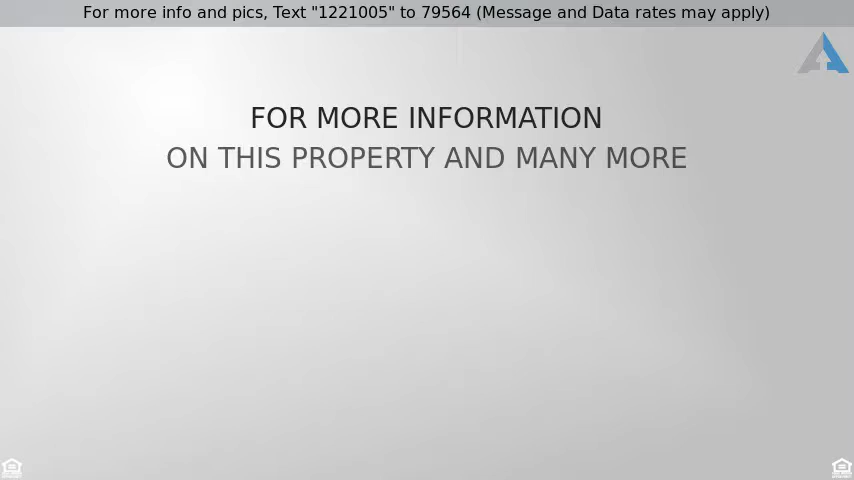 For more info and pics, Text "1221005" to 79564 (Message and Data rates may apply)
FOR MORE INFORMATION
ON THIS PROPERTY AND MANY MORE